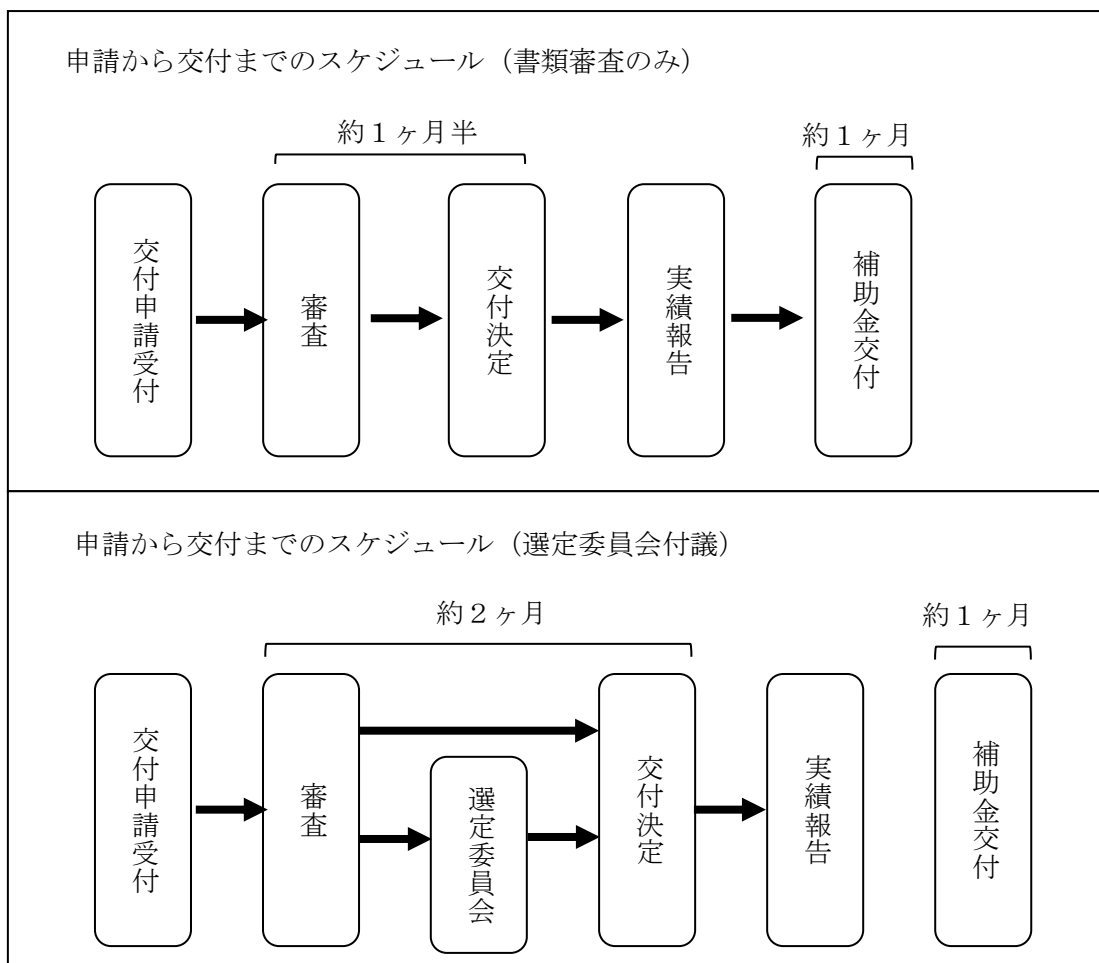 申請から交付までのスケジュール（書類審査のみ）
約１ヶ月半
約１ヶ月
交付申請受付
審査
交付決定
実績報告
補助金交付
申請から交付までのスケジュール（選定委員会付議）
約２ヶ月
約１ヶ月
交付申請受付
審査
選定委員会
交付決定
実績報告
補助金交付